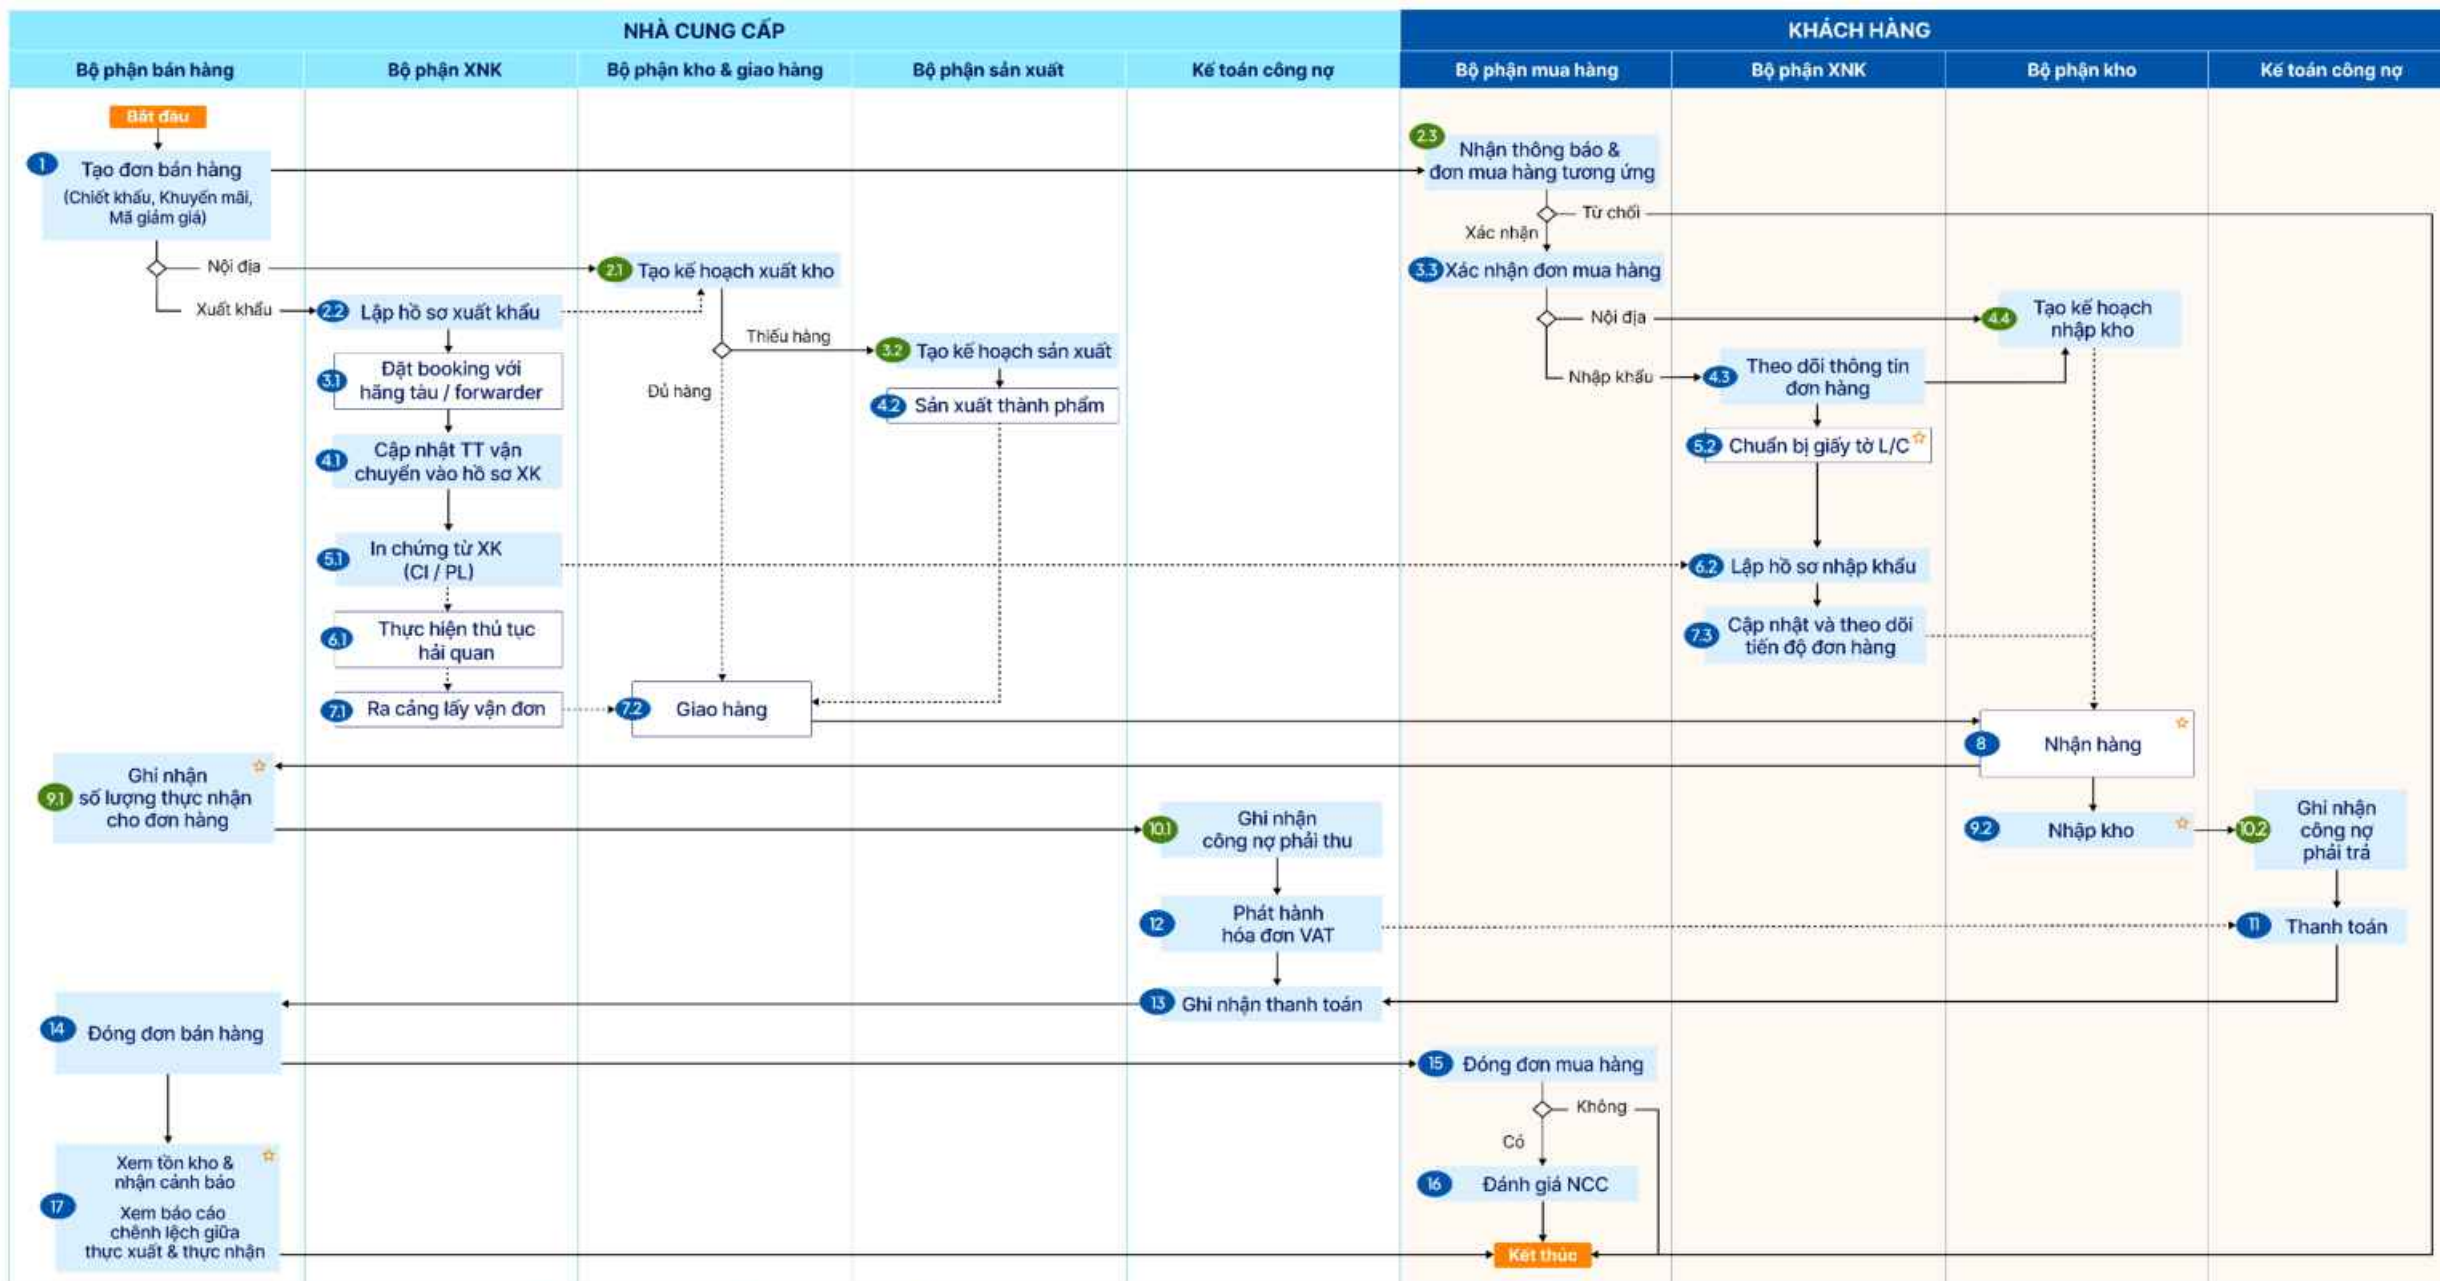 NHÀ CUNG CẤP
KHÁCH HÀNG
Bộ phận bán hàng
Bộ phận XNK
Bộ phận kho & giao hàng
Bộ phận sản xuất
Kế toán công nợ
Bộ phận mua hàng
Bộ phận XNK
Bộ phận kho
Kế toán công nợ
Bắt đầu
1
Tạo đơn bán hàng
(Chiết khấu, Khuyến mãi,
Mã giảm giá)
2.3
Nhận thông báo &
đơn mua hàng tương ứng
Từ chối
Xác nhận
Nội địa
2.1
Tạo kế hoạch xuất kho
3.3
Xác nhận đơn mua hàng
Xuất khẩu
2.2
Lập hồ sơ xuất khẩu
Nội địa
4.4
Tạo kế hoạch
nhập kho
Thiếu hàng
3.2
Tạo kế hoạch sản xuất
3.1
Đặt booking với
hãng tàu / forwarder
Đủ hàng
Nhập khẩu
4.3
Theo dõi thông tin
đơn hàng
4.2
Sản xuất thành phẩm
4.1
Cập nhật TT vận
chuyển vào hồ sơ XK
5.2
Chuẩn bị giấy tờ L/C
5.1
In chứng từ XK
(CI / PL)
6.2
Lập hồ sơ nhập khẩu
6.1
Thực hiện thủ tục
hải quan
7.3
Cập nhật và theo dõi
tiến độ đơn hàng
7.1
Ra cảng lấy vận đơn
7.2
Giao hàng
8
Nhận hàng
9.1
Ghi nhận
số lượng thực nhận
cho đơn hàng
10.1
Ghi nhận
công nợ phải thu
9.2
Nhập kho
10.2
Ghi nhận
công nợ
phải trả
12
Phát hành
hóa đơn VAT
11
Thanh toán
13
Ghi nhận thanh toán
14
Đóng đơn bán hàng
15
Đóng đơn mua hàng
Không
Có
16
Đánh giá NCC
17
Xem tồn kho &
nhận cảnh báo
Xem báo cáo
chênh lệch giữa
thực xuất & thực nhận
Kết thúc